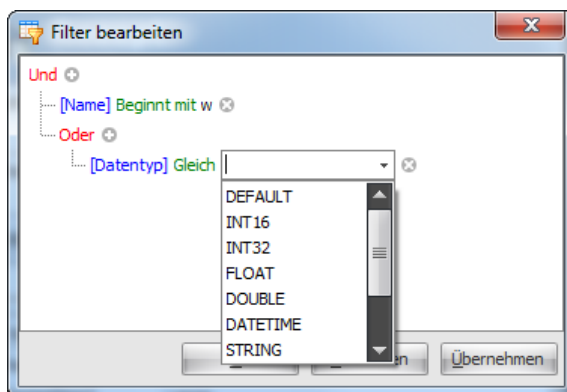 Filter bearbeiten
Und
[Name] Beginnt mit w
Oder
[Datentyp] Gleich
DEFAULT
INT16
INT32
FLOAT
DOUBLE
DATETIME
STRING
Übernehmen